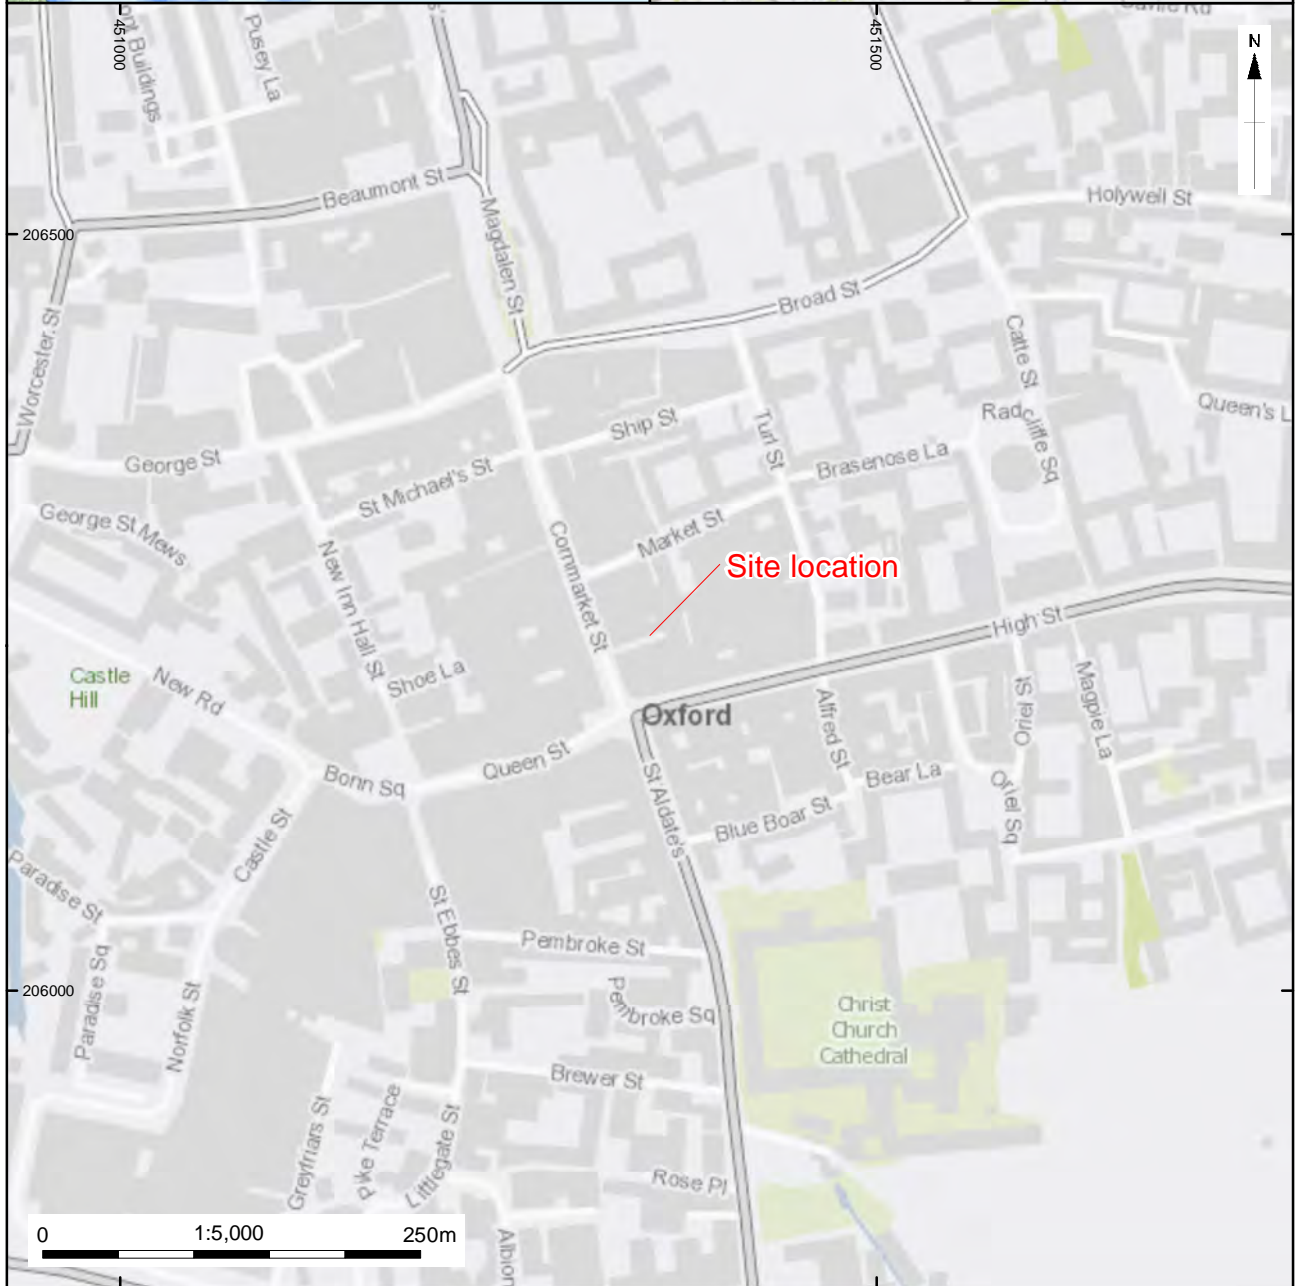 451000
451500
N
Pusey La
Beaumont St
Magdalen St
Holywell St
206500
Broad St
Worcester St
Catte St
Queen's L
Radcliffe Sq
Ship St
Turl St
Brasenose La
George St
St Michael's St
George St Mews
Cornmarket St
Market St
New Inn Hall St
Site location
High St
Castle
Hill
New Rd
Shoe La
Oxford
Alfred St
Oriel St
Magpie La
Queen St
Bonn Sq
St Aldate's
Bear La
Oriel Sq
Blue Boar St
Castle St
Paradise St
St Ebbes St
Pembroke St
Paradise Sq
Norfolk St
206000
Pembroke Sq
Christ
Church
Cathedral
Brewer St
Greyfriars St
Pike Terrace
Littlegate St
Rose Pl
Albion
0 1:5,000 250m